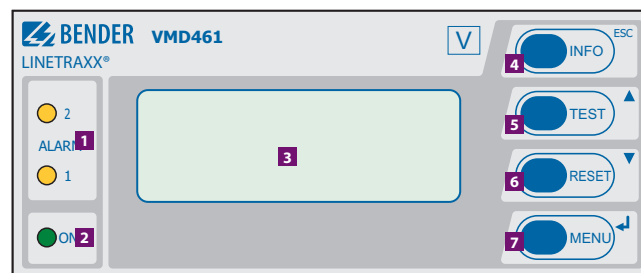 BENDER VMD461 V
LINETRAXX®
ESC
4 INFO
2
5 TEST
ALARM 1
3
1
6 RESET
ON 2
7 MENU